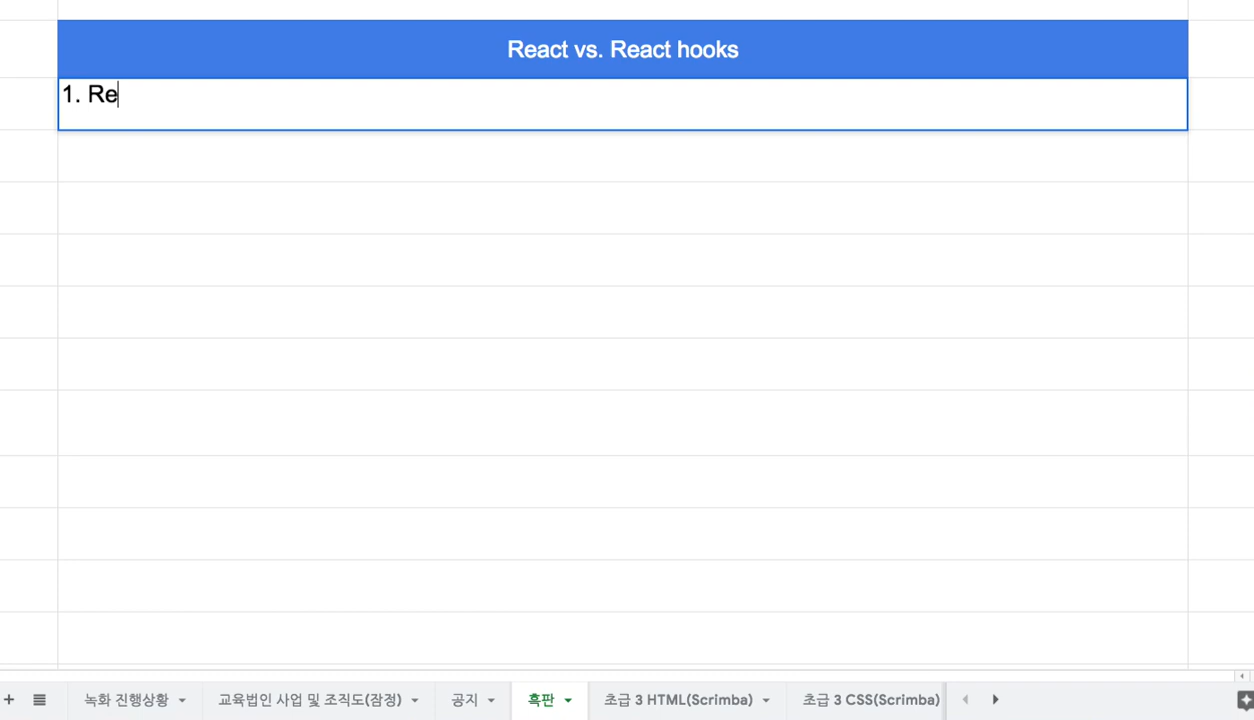 React vs. React hooks
1. Re
녹화 진행상황
교육법인 사업 및 조직도(잠정)
공지
흑판
초급 3 HTML(Scrimba)
초급 3 CSS(Scrimba)